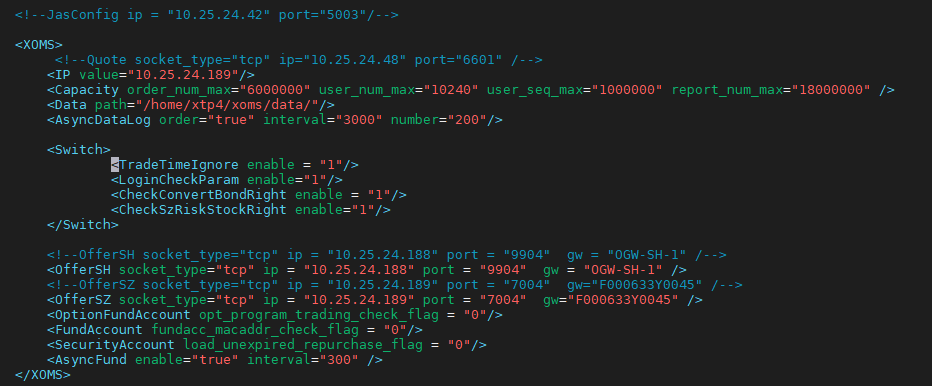 <!--JasConfig ip = "10.25.24.42" port="5003"/-->
<XOMS>
<!--Quote socket_type="tcp" ip="10.25.24.48" port="6601" /-->
<IP value="10.25.24.189"/>
<Capacity order_num_max="6000000" user_num_max="10240" user_seq_max="1000000" report_num_max="18000000" />
<Data path="/home/xtp4/xoms/data/"/>
<AsyncDataLog order="true" interval="3000" number="200"/>
<Switch>
<TradeTimeIgnore enable = "1"/>
<LoginCheckParam enable="1"/>
<CheckConvertBondRight enable = "1"/>
<CheckSzRiskStockRight enable="1"/>
</Switch>
<!--OfferSH socket_type="tcp" ip = "10.25.24.188" port = "9904"  gw = "OGW-SH-1" /-->
<OfferSH socket_type="tcp" ip = "10.25.24.188" port = "9904"  gw = "OGW-SH-1" />
<!--OfferSZ socket_type="tcp" ip = "10.25.24.189" port = "7004"  gw="F000633Y0045" /-->
<OfferSZ socket_type="tcp" ip = "10.25.24.189" port = "7004"  gw="F000633Y0045" />
<OptionFundAccount opt_program_trading_check_flag = "0"/>
<FundAccount fundacc_macaddr_check_flag = "0"/>
<SecurityAccount load_unexpired_repurchase_flag = "0"/>
<AsyncFund enable="true" interval="300" />
</XOMS>